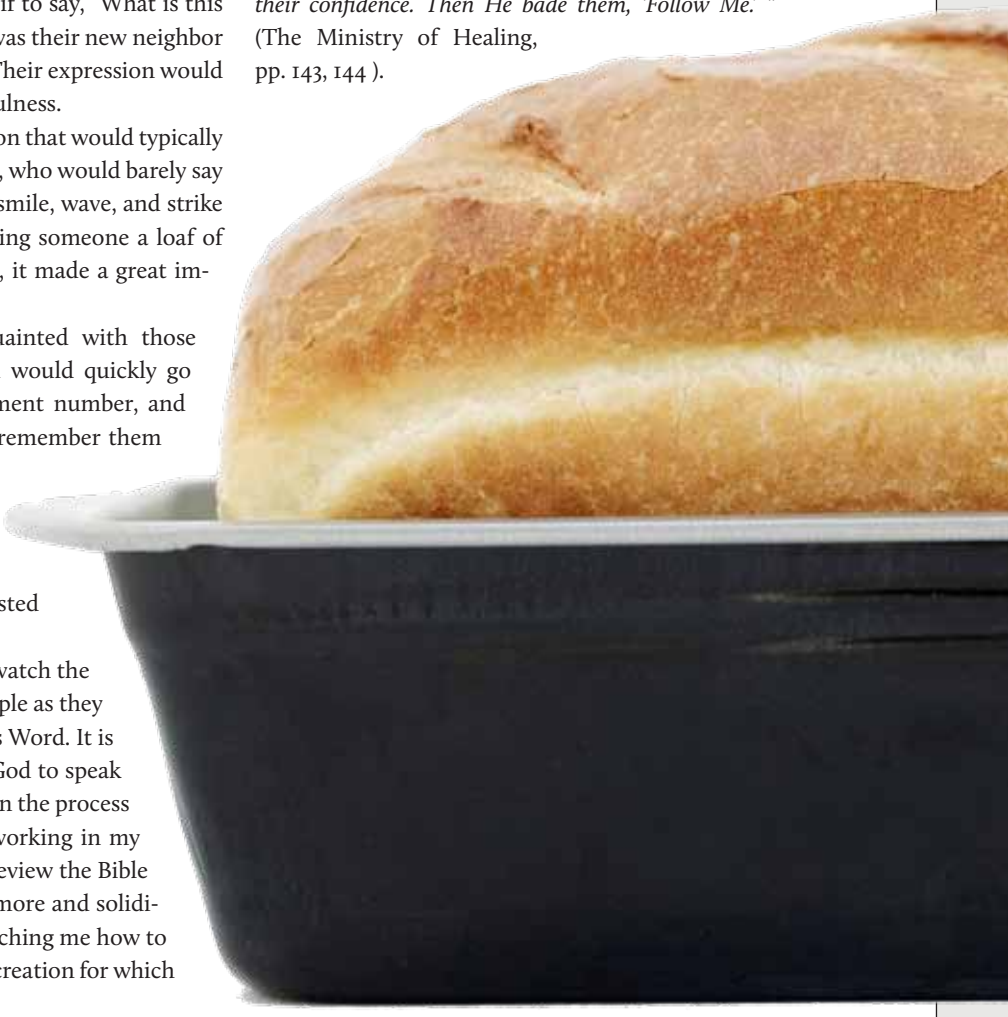 if to say, “What is this
was their new neighbor
Their expression would
ulness.
on that would typically
, who would barely say
smile, wave, and strike
ing someone a loaf of
, it made a great im-
uainted with those
would quickly go
ment number, and
remember them
sted
watch the
ple as they
s Word. It is
God to speak
n the process
working in my
eview the Bible
more and solidi-
ching me how to
creation for which
their confidence. Then He bade them, ‘Follow Me.’ ”
(The Ministry of Healing,
pp. 143, 144 ).